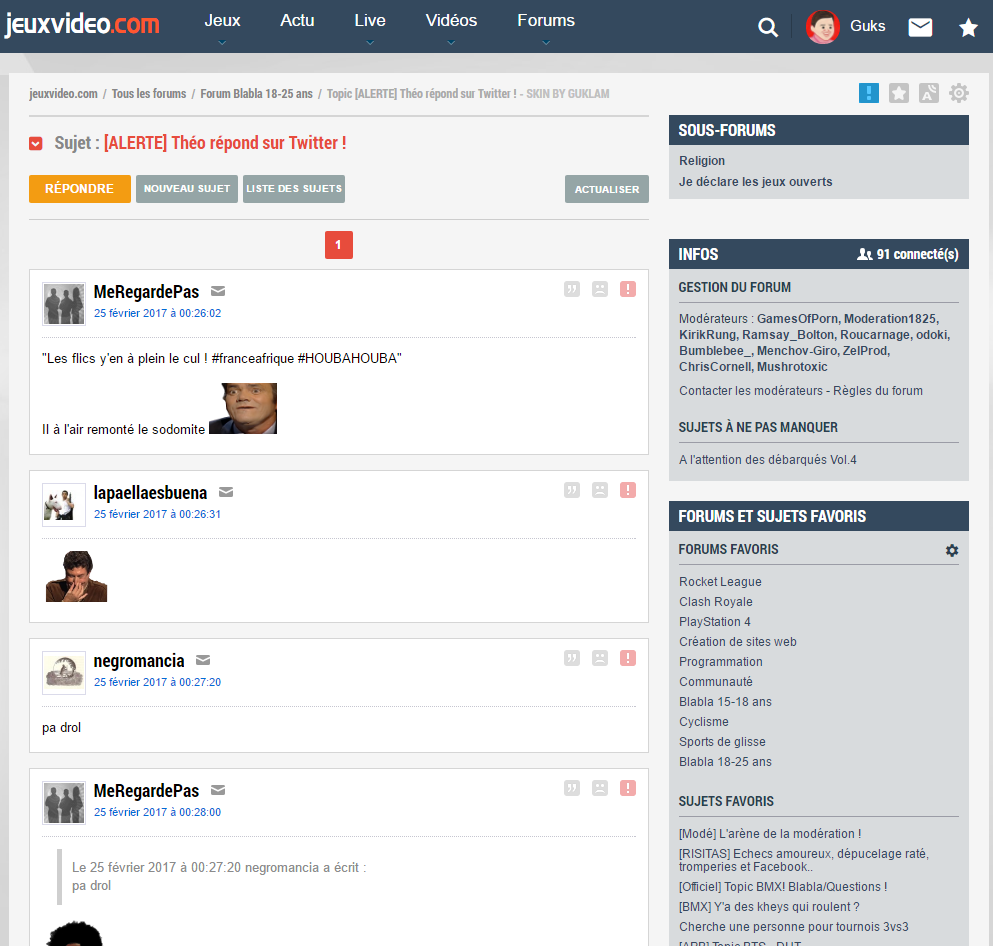 jeuxvideo.com
Jeux
Actu
Live
Vidéos
Forums
Guks
jeuxvideo.com / Tous les forums / Forum Blabla 18-25 ans / Topic [ALERTE] Théo répond sur Twitter ! - SKIN BY GUKLAM
Sujet : [ALERTE] Théo répond sur Twitter !
RÉPONDRE
NOUVEAU SUJET
LISTE DES SUJETS
ACTUALISER
1
MeRegardePas
25 février 2017 à 00:26:02
"Les flics y'en à plein le cul ! #franceafrique #HOUBAHOUBA"
Il à l'air remonté le sodomite
lapaellaesbuena
25 février 2017 à 00:26:31
negromancia
25 février 2017 à 00:27:20
pa drol
MeRegardePas
25 février 2017 à 00:28:00
Le 25 février 2017 à 00:27:20 negromancia a écrit :
pa drol
SOUS-FORUMS
Religion
Je déclare les jeux ouverts
INFOS
91 connecté(s)
GESTION DU FORUM
Modérateurs : GamesOfPorn, Moderation1825,
KirikRung, Ramsay_Bolton, Roucarnage, odoki,
Bumblebee_, Menchov-Giro, ZelProd,
ChrisCornell, Mushrotoxic
Contacter les modérateurs - Règles du forum
SUJETS À NE PAS MANQUER
A l'attention des débarqués Vol.4
FORUMS ET SUJETS FAVORIS
FORUMS FAVORIS
Rocket League
Clash Royale
PlayStation 4
Création de sites web
Programmation
Communauté
Blabla 15-18 ans
Cyclisme
Sports de glisse
Blabla 18-25 ans
SUJETS FAVORIS
[Modé] L'arène de la modération !
[RISITAS] Echecs amoureux, dépucelage raté,
tromperies et Facebook..
[Officiel] Topic BMX! Blabla/Questions !
[BMX] Y'a des kheys qui roulent ?
Cherche une personne pour tournois 3vs3